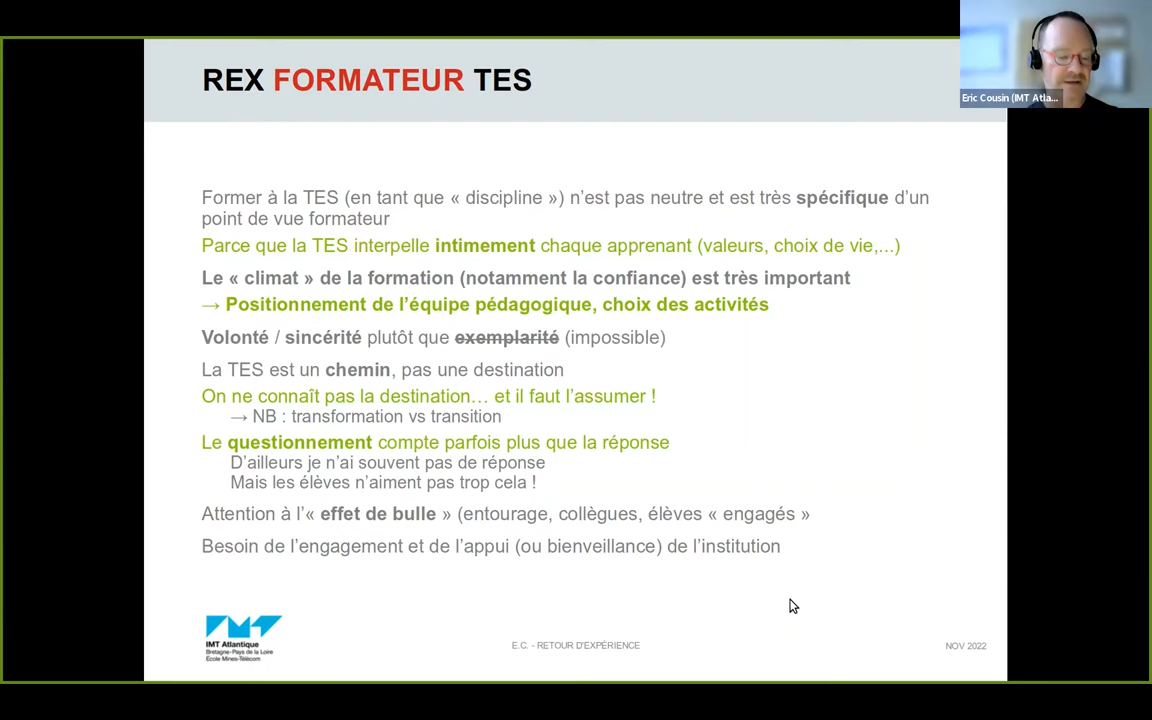 REX FORMATEUR TES
Eric Cousin (IMT Atla...
Former à la TES (en tant que « discipline ») n’est pas neutre et est très spécifique d’un
point de vue formateur
Parce que la TES interpelle intimement chaque apprenant (valeurs, choix de vie,...)
Le « climat » de la formation (notamment la confiance) est très important
→ Positionnement de l’équipe pédagogique, choix des activités
Volonté / sincérité plutôt que exemplarité (impossible)
La TES est un chemin, pas une destination
On ne connaît pas la destination… et il faut l’assumer !
→ NB : transformation vs transition
Le questionnement compte parfois plus que la réponse
D’ailleurs je n’ai souvent pas de réponse
Mais les élèves n’aiment pas trop cela !
Attention à l’« effet de bulle » (entourage, collègues, élèves « engagés »
Besoin de l’engagement et de l’appui (ou bienveillance) de l’institution
IMT Atlantique
Bretagne-Pays de la Loire
École Mines-Télécom
E.C. - RETOUR D'EXPÉRIENCE
NOV 2022